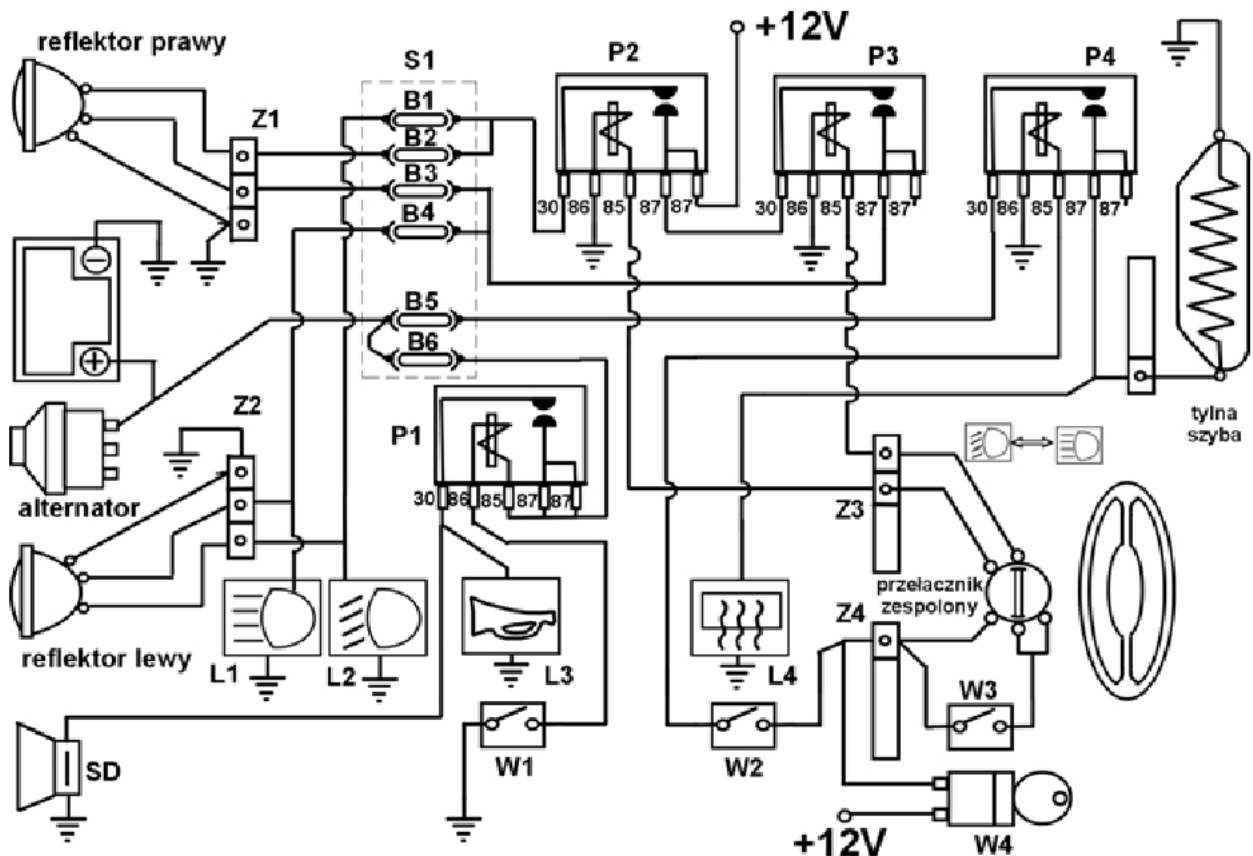 +12V
reflektor prawy
S1
P2
P3
P4
B1
Z1
B2
B3
B4
30 86 85 87 87
30 86 85 87 87
30 86 85 87 87
B5
B6
Z2
P1
tylna
szyba
30 86 85 87 87
alternator
Z3
przełacznik
zespolony
Z4
reflektor lewy
L1
L2
L3
L4
W3
SD
W1
W2
+12V
W4